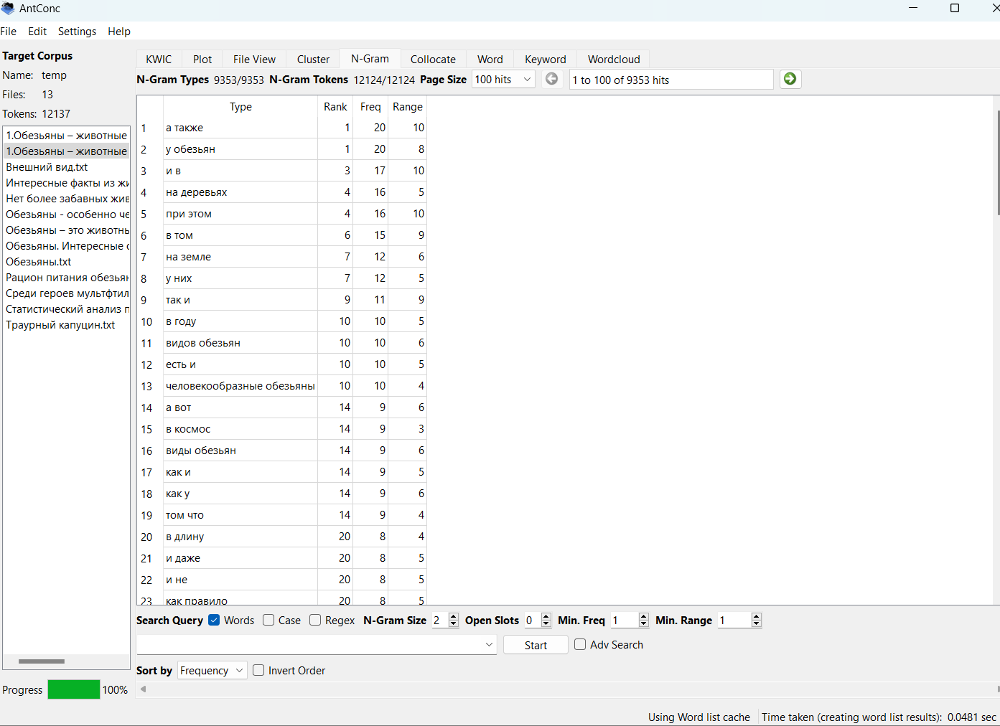 AntConc
File Edit Settings Help
Target Corpus
Name: temp
Files: 13
Tokens: 12137
1.Обезьяны – животные
1.Обезьяны – животные
Внешний вид.txt
Интересные факты из жи
Нет более забавных жив
Обезьяны - особенно че
Обезьяны – это животнь
Обезьяны. Интересные
Обезьяны.txt
Рацион питания обезьян
Среди героев мультфтил
Статистический анализ п
Траурный капуцин.txt
Progress 100%
KWIC Plot File View Cluster N-Gram Collocate Word Keyword Wordcloud
N-Gram Types 9353/9353 N-Gram Tokens 12124/12124 Page Size 100 hits 1 to 100 of 9353 hits
Type Rank Freq Range
1 а также 1 20 10
2 у обезьян 1 20 8
3 и в 3 17 10
4 на деревьях 4 16 5
5 при этом 4 16 10
6 в том 6 15 9
7 на земле 7 12 6
8 у них 7 12 5
9 так и 9 11 9
10 в году 10 10 5
11 видов обезьян 10 10 6
12 есть и 10 10 5
13 человекообразные обезьяны 10 10 4
14 а вот 14 9 6
15 в космос 14 9 3
16 виды обезьян 14 9 6
17 как и 14 9 5
18 как у 14 9 6
19 том что 14 9 4
20 в длину 20 8 4
21 и даже 20 8 5
22 и не 20 8 5
23 как правило 20 8 5
Search Query Words Case Regex N-Gram Size 2 Open Slots 0 Min. Freq 1 Min. Range 1
Start Adv Search
Sort by Frequency Invert Order
Using Word list cache Time taken (creating word list results): 0.0481 sec